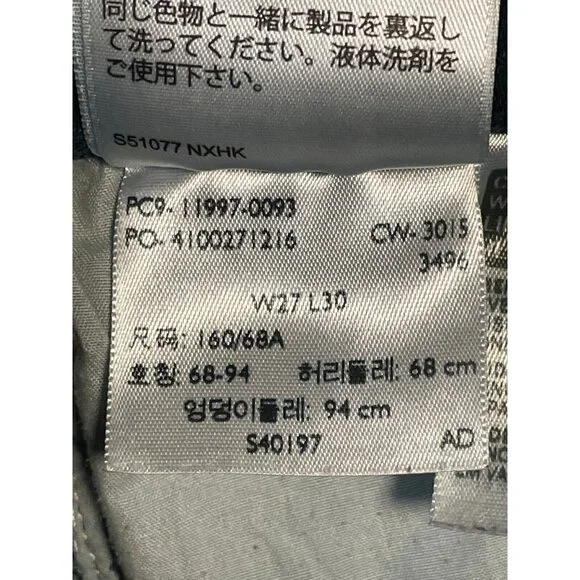 同じ色物と一緒に製品を裏返し
て洗ってください。液体洗剤を
ご使用下さい。
S51077 NXHK
PC9- 11997-0093
PO- 4100271216 CW- 3015
3496
W27 L30
尺码: 160/68A
호칭: 68-94 허리둘레: 68 cm
엉덩이둘레: 94 cm
S40197 AD